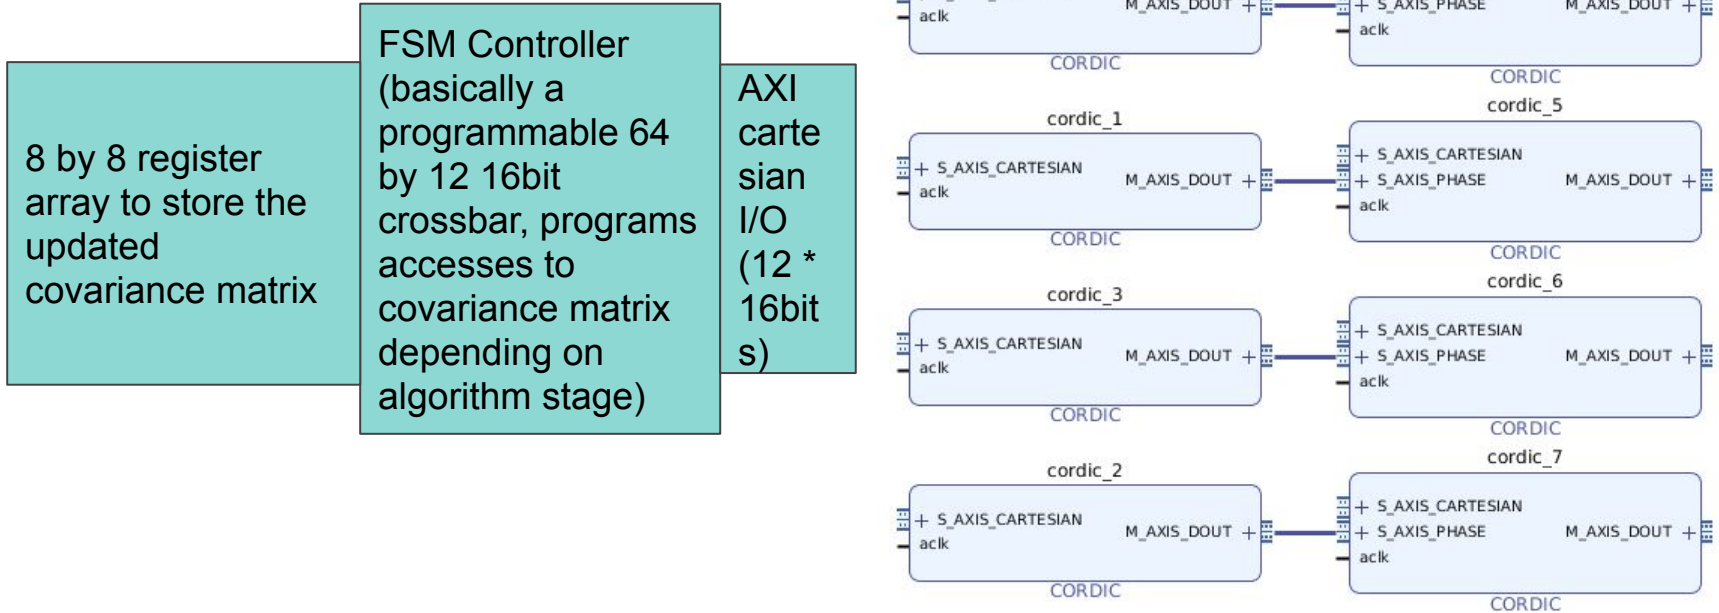 8 by 8 register
array to store the
updated
covariance matrix
FSM Controller
(basically a
programmable 64
by 12 16bit
crossbar, programs
accesses to
covariance matrix
depending on
algorithm stage)
AXI
carte
sian
I/O
(12 *
16bit
s)
M_AXIS_DOUT +
aclk
CORDIC
+ S_AXIS_PHASE M_AXIS_DOUT +
aclk
CORDIC
cordic_1
+ S_AXIS_CARTESIAN
M_AXIS_DOUT +
aclk
CORDIC
cordic_5
+ S_AXIS_CARTESIAN
+ S_AXIS_PHASE M_AXIS_DOUT +
aclk
CORDIC
cordic_3
+ S_AXIS_CARTESIAN
M_AXIS_DOUT +
aclk
CORDIC
cordic_6
+ S_AXIS_CARTESIAN
+ S_AXIS_PHASE M_AXIS_DOUT +
aclk
CORDIC
cordic_2
+ S_AXIS_CARTESIAN
M_AXIS_DOUT +
aclk
CORDIC
cordic_7
+ S_AXIS_CARTESIAN
+ S_AXIS_PHASE M_AXIS_DOUT +
aclk
CORDIC